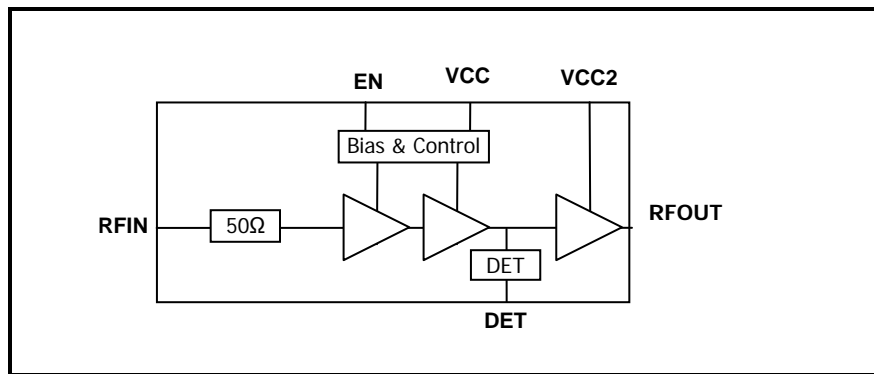 EN
VCC
VCC2
Bias & Control
RFIN
50Ω
RFOUT
DET
DET